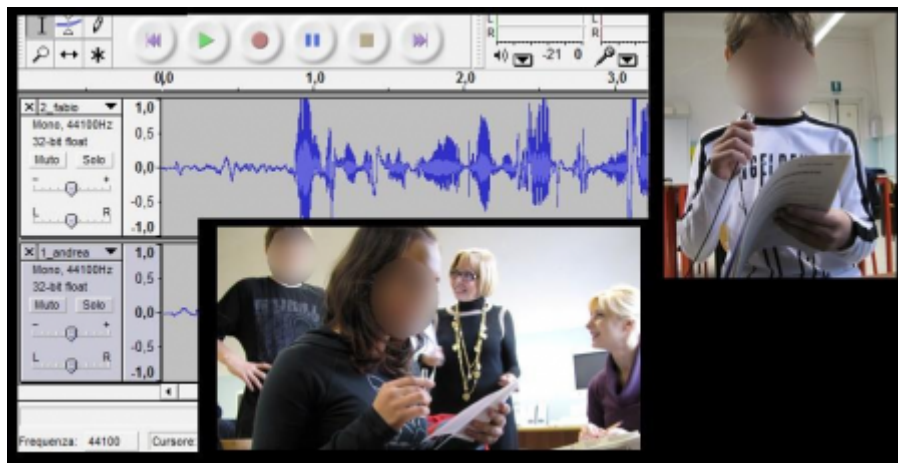 L
R
L
R
-21 0
0,0 1,0 2,0 3,0
2_fabio
Mono, 44100Hz
32-bit float
Muto Solo
- +
L R
1,0
0,5
0,0
-0,5
-1,0
1_andrea
Mono, 44100Hz
32-bit float
Muto Solo
- +
L R
1,0
0,5
0,0
-0,5
-1,0
Frequenza: 44100 Cursore: